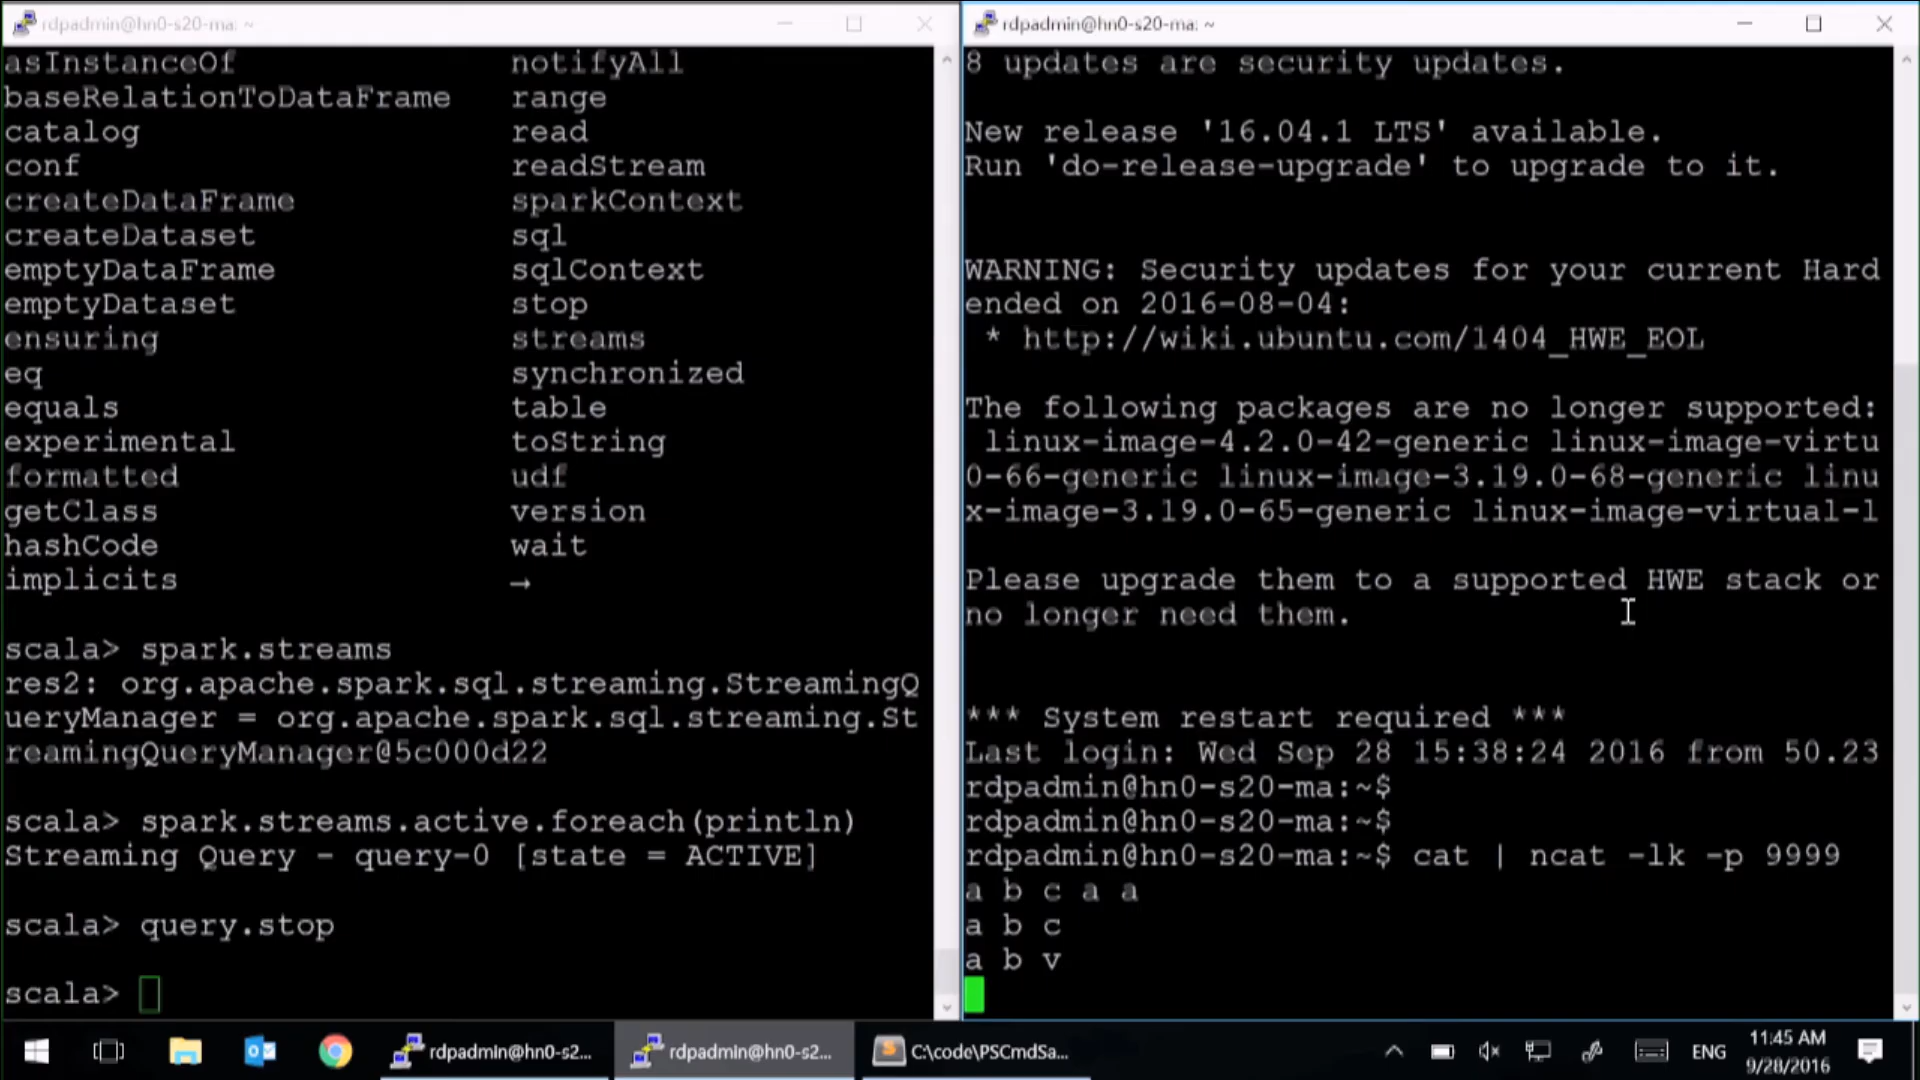 rdpadmin@hn0-s20-ma: ~
asInstanceOf notifyAll
baseRelationToDataFrame range
catalog read
conf readStream
createDataFrame sparkContext
createDataset sql
emptyDataFrame sqlContext
emptyDataset stop
ensuring streams
eq synchronized
equals table
experimental toString
formatted udf
getClass version
hashCode wait
implicits →
scala> spark.streams
res2: org.apache.spark.sql.streaming.StreamingQ
ueryManager = org.apache.spark.sql.streaming.St
reamingQueryManager@5c000d22
scala> spark.streams.active.foreach(println)
Streaming Query - query-0 [state = ACTIVE]
scala> query.stop
scala>
rdpadmin@hn0-s20-ma: ~
8 updates are security updates.
New release '16.04.1 LTS' available.
Run 'do-release-upgrade' to upgrade to it.
WARNING: Security updates for your current Hard
ended on 2016-08-04:
* http://wiki.ubuntu.com/1404_HWE_EOL
The following packages are no longer supported:
linux-image-4.2.0-42-generic linux-image-virtu
0-66-generic linux-image-3.19.0-68-generic linu
x-image-3.19.0-65-generic linux-image-virtual-l
Please upgrade them to a supported HWE stack or
no longer need them.
*** System restart required ***
Last login: Wed Sep 28 15:38:24 2016 from 50.23
rdpadmin@hn0-s20-ma:~$
rdpadmin@hn0-s20-ma:~$
rdpadmin@hn0-s20-ma:~$ cat | ncat -lk -p 9999
a b c a a
a b c
a b v
rdpadmin@hn0-s2...
rdpadmin@hn0-s2...
C:\code\PSCmdSa...
ENG
11:45 AM
9/28/2016